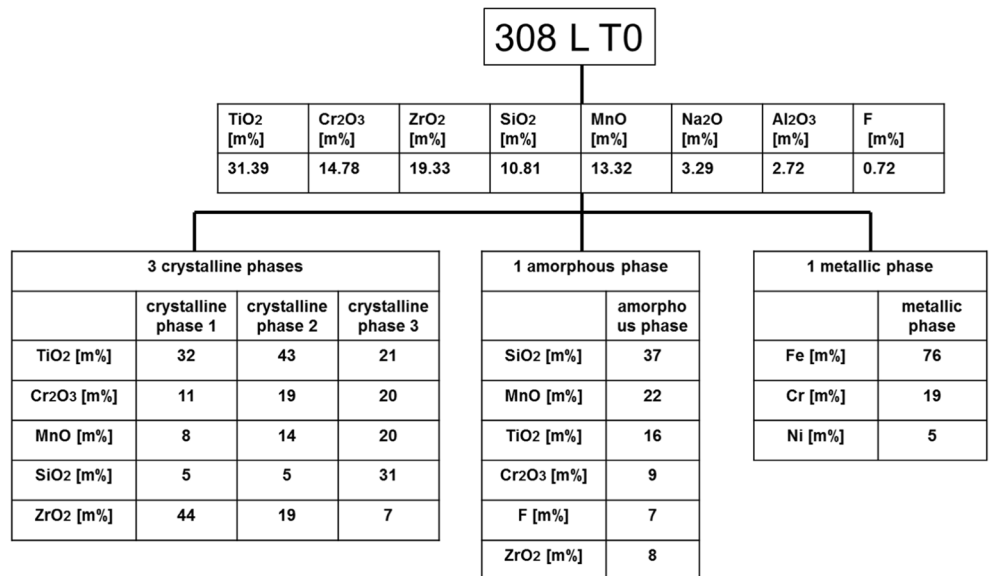 308 L T0
TiO2 [m%] Cr2O3 [m%] ZrO2 [m%] SiO2 [m%] MnO [m%] Na2O [m%] Al2O3 [m%] F [m%]
31.39 14.78 19.33 10.81 13.32 3.29 2.72 0.72
3 crystalline phases
crystalline phase 1 crystalline phase 2 crystalline phase 3
TiO2 [m%] 32 43 21
Cr2O3 [m%] 11 19 20
MnO [m%] 8 14 20
SiO2 [m%] 5 5 31
ZrO2 [m%] 44 19 7
1 amorphous phase
amorpho
us phase
SiO2 [m%] 37
MnO [m%] 22
TiO2 [m%] 16
Cr2O3 [m%] 9
F [m%] 7
ZrO2 [m%] 8
1 metallic phase
metallic
phase
Fe [m%] 76
Cr [m%] 19
Ni [m%] 5